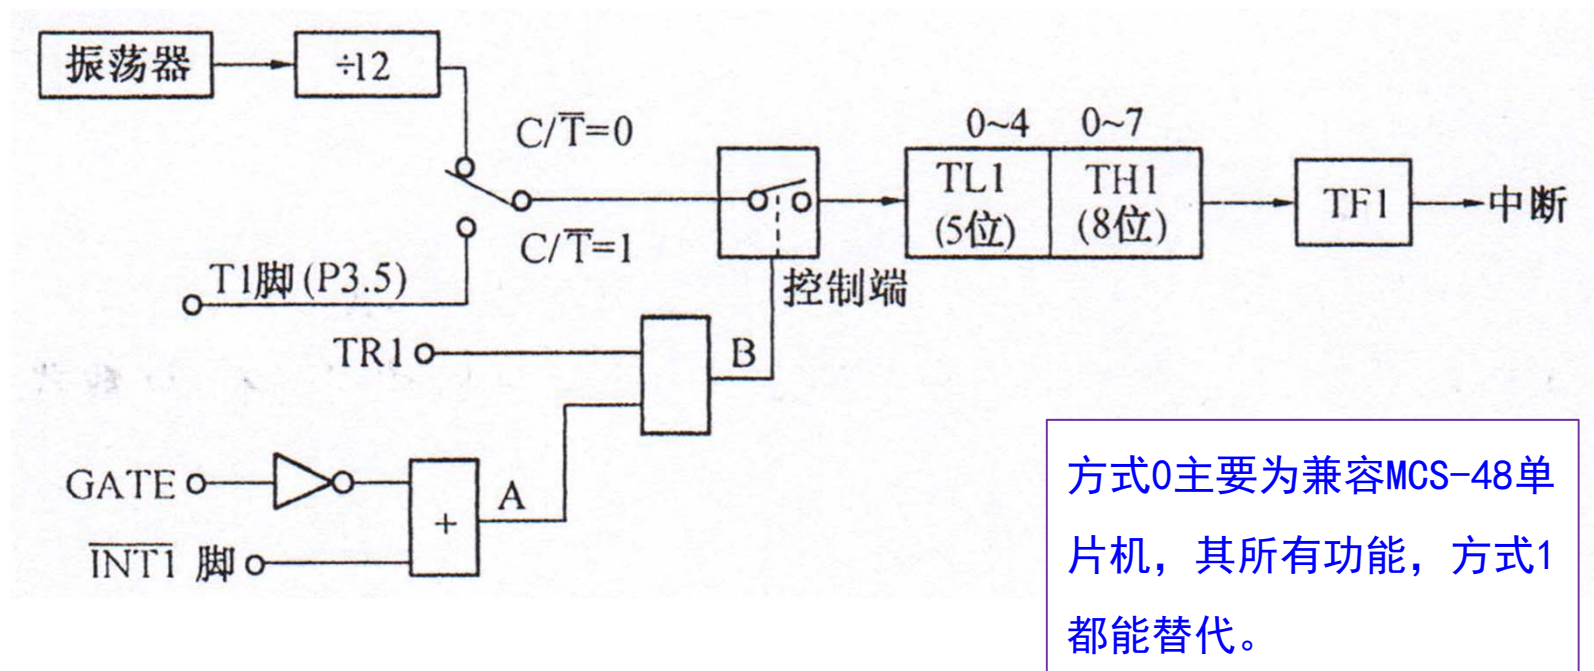 振荡器
÷12
C/T̅=0
C/T̅=1
T1脚(P3.5)
0~4 0~7
TL1 TH1
(5位) (8位)
TF1
中断
控制端
TR1
B
GATE
A
+
I̅N̅T̅1̅ 脚
方式0主要为兼容MCS-48单
片机，其所有功能，方式1
都能替代。